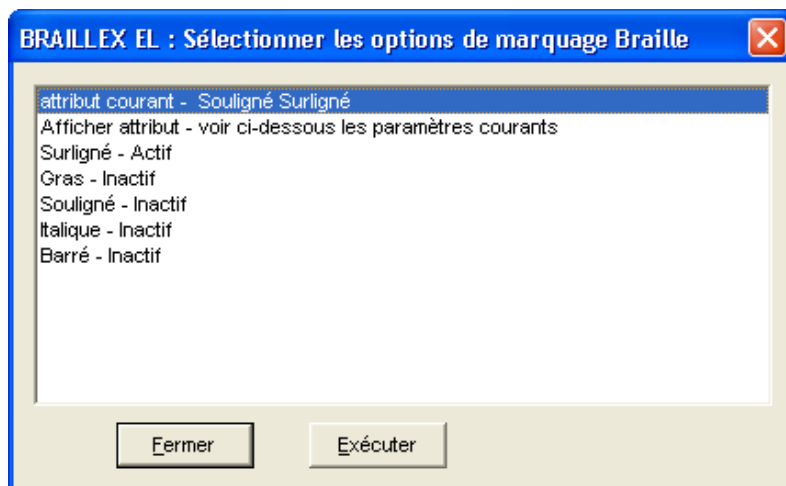 BRAILLEX EL : Sélectionner les options de marquage Braille
attribut courant - Souligné Surligné
Afficher attribut - voir ci-dessous les paramètres courants
Surligné - Actif
Gras - Inactif
Souligné - Inactif
Italique - Inactif
Barré - Inactif
Fermer Exécuter